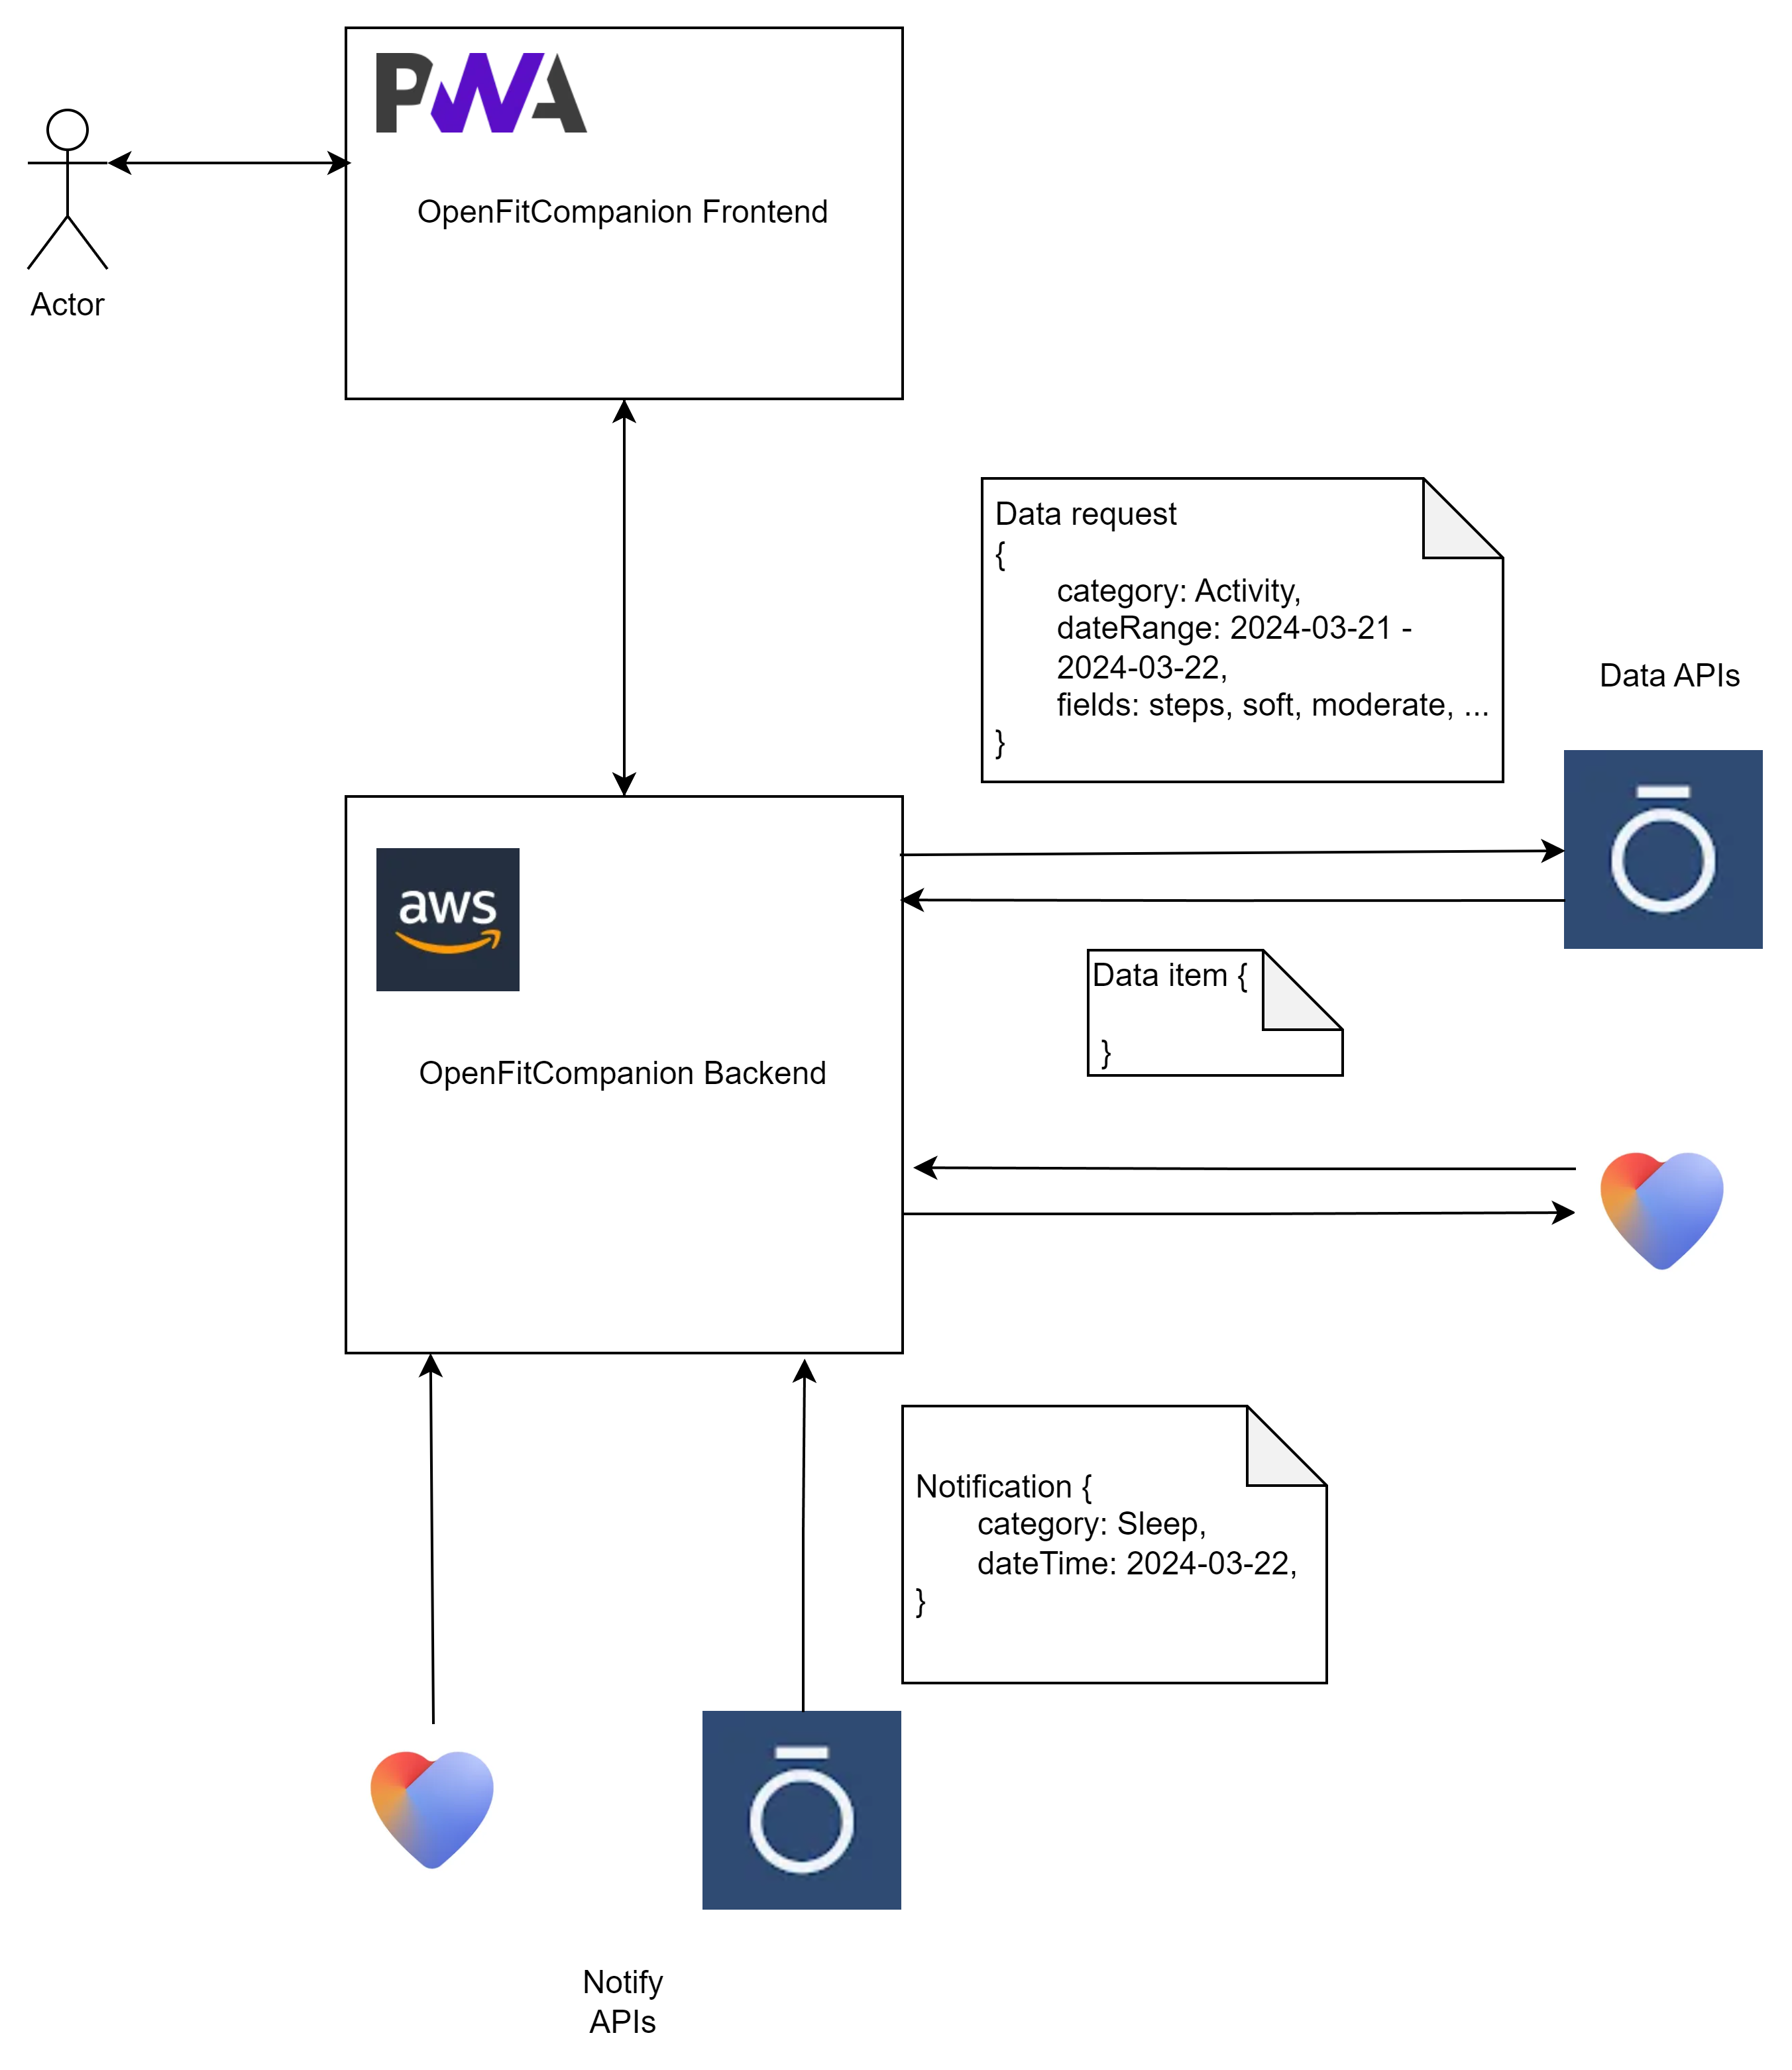 PWA
OpenFitCompanion Frontend
Actor
Data request
{
category: Activity,
dateRange: 2024-03-21 -
2024-03-22,
fields: steps, soft, moderate, ...
}
Data APIs
aws
Data item {
}
OpenFitCompanion Backend
Notification {
category: Sleep,
dateTime: 2024-03-22,
}
Notify
APIs